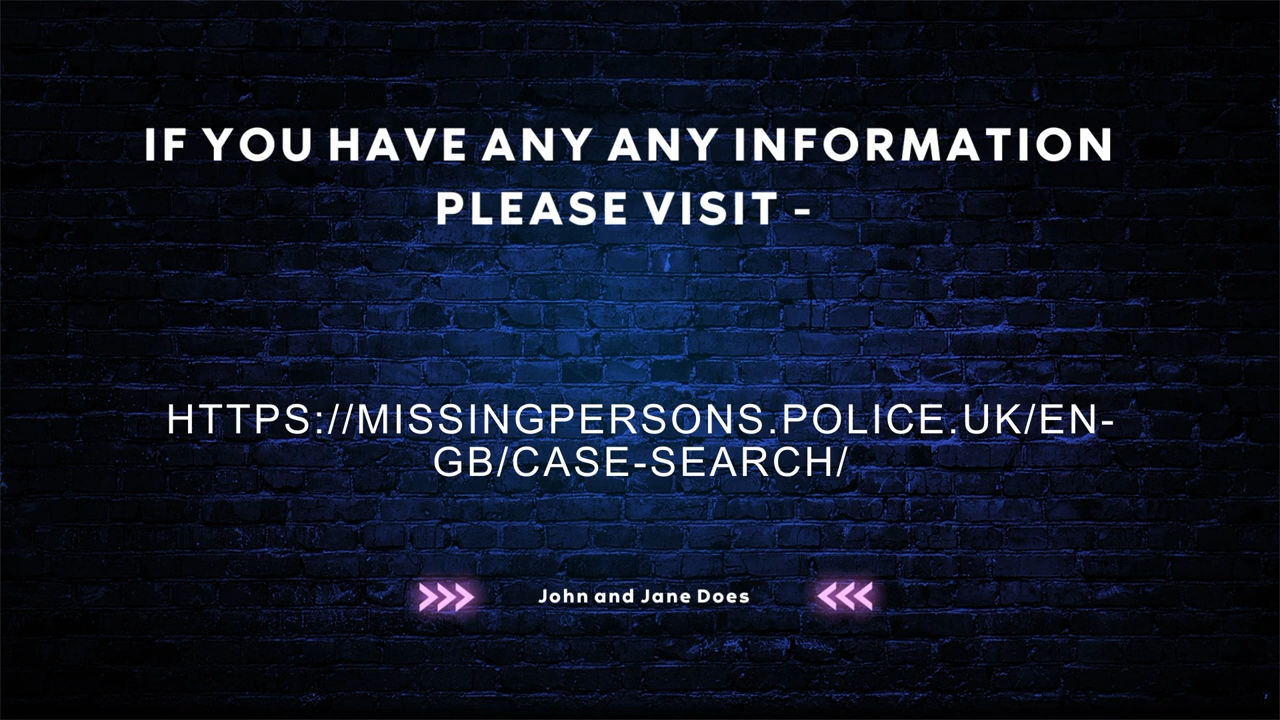 IF YOU HAVE ANY ANY INFORMATION
PLEASE VISIT -
HTTPS://MISSINGPERSONS.POLICE.UK/EN-
GB/CASE-SEARCH/
John and Jane Does